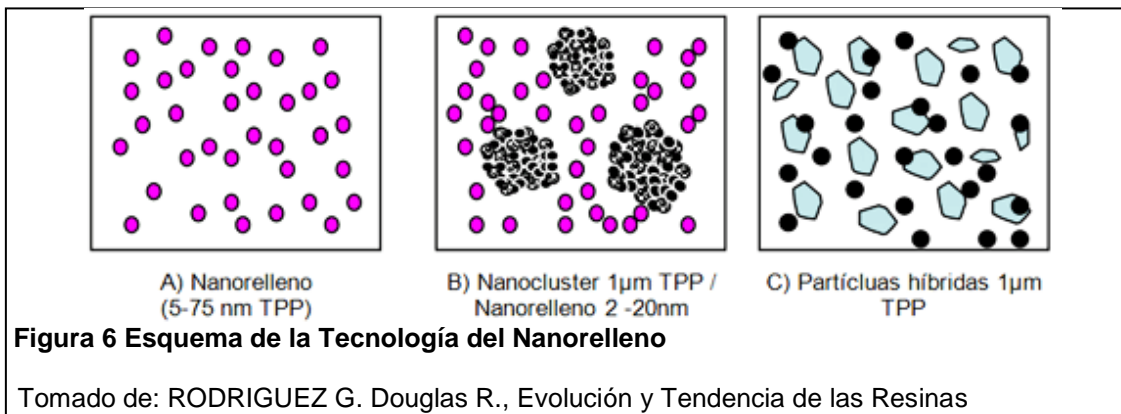 A) Nanorelleno
(5-75 nm TPP)
B) Nanocluster 1µm TPP /
Nanorelleno 2 -20nm
C) Partícluas híbridas 1µm
TPP
Figura 6 Esquema de la Tecnología del Nanorelleno
Tomado de: RODRIGUEZ G. Douglas R., Evolución y Tendencia de las Resinas